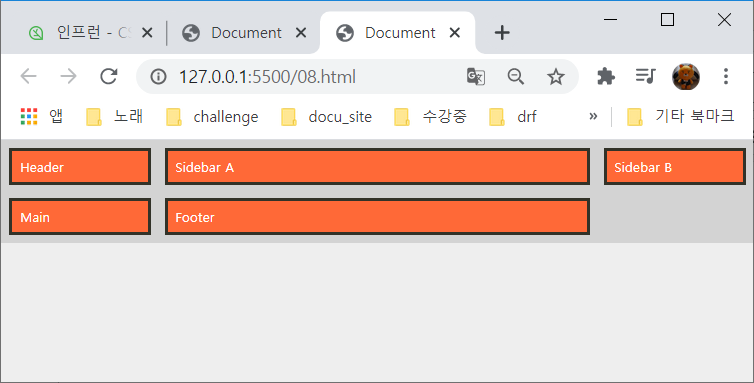 인프런 - CS
Document
Document
127.0.0.1:5500/08.html
앱 노래 challenge docu_site 수강중 drf » 기타 북마크
Header Sidebar A Sidebar B
Main Footer